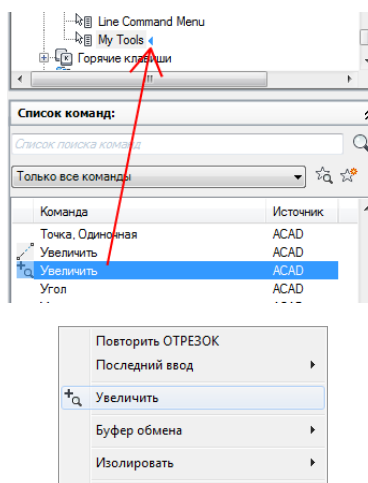 Line Command Menu
My Tools
Горячие клавиши
Список команд:
Список поиска команд
Только все команды
Команда Источник
Точка, Одиночная ACAD
Увеличить ACAD
Увеличить ACAD
Угол ACAD
Повторить ОТРЕЗОК
Последний ввод
Увеличить
Буфер обмена
Изолировать